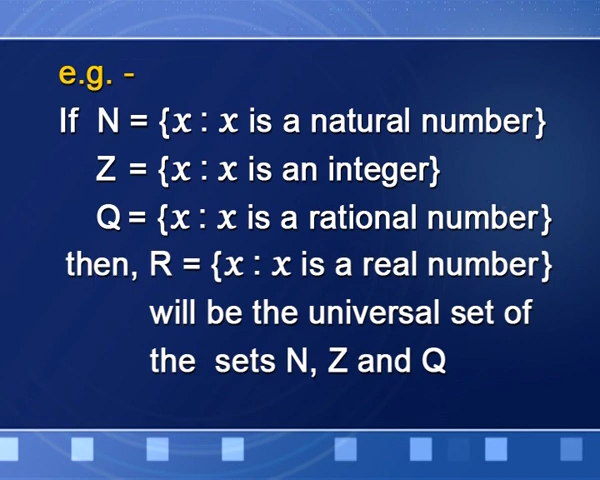 e.g. -
If N = {x : x is a natural number}
Z = {x : x is an integer}
Q = {x : x is a rational number}
then, R = {x : x is a real number}
will be the universal set of
the sets N, Z and Q